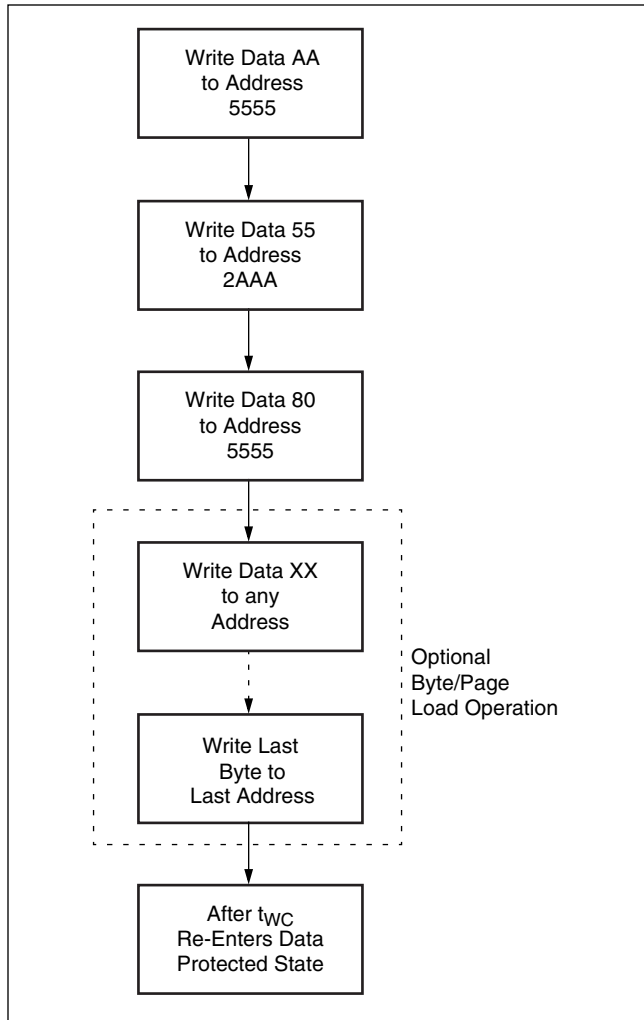 Write Data AA
to Address
5555
Write Data 55
to Address
2AAA
Write Data 80
to Address
5555
Write Data XX
to any
Address
Optional
Byte/Page
Load Operation
Write Last
Byte to
Last Address
After tWC
Re-Enters Data
Protected State